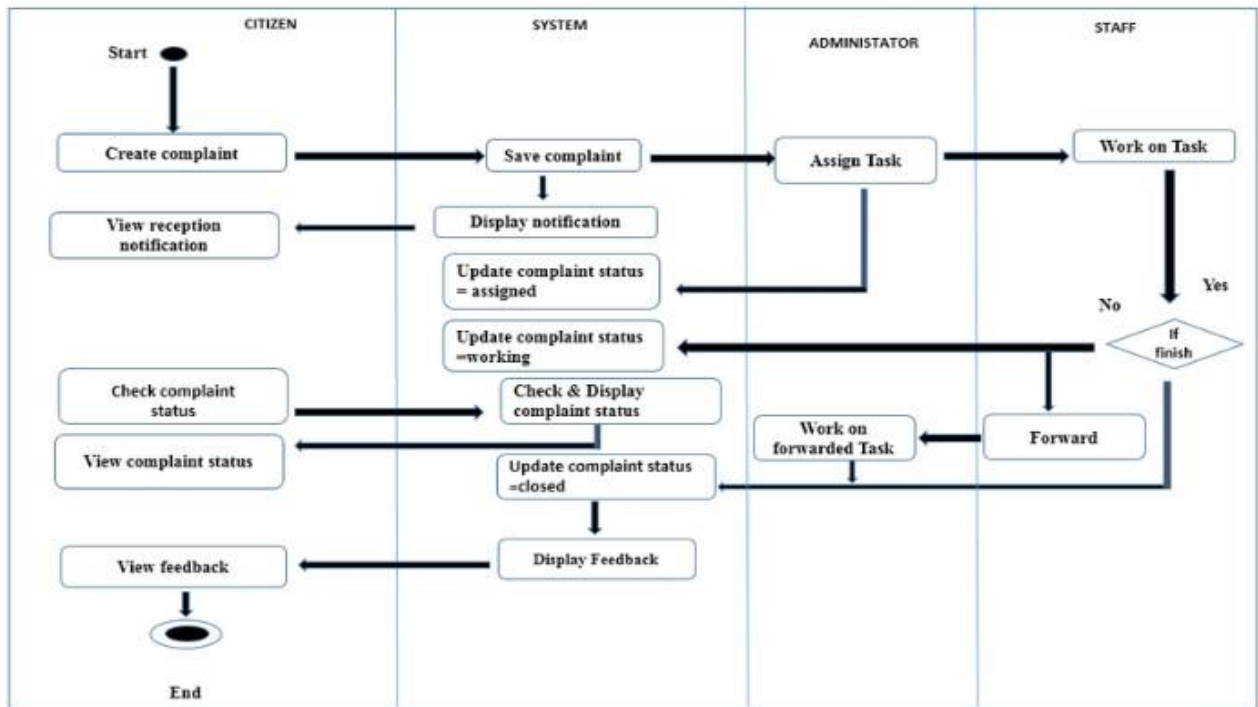 CITIZEN
SYSTEM
ADMINISTATOR
STAFF
Start
Create complaint
Save complaint
Assign Task
Work on Task
View reception
notification
Display notification
Update complaint status
= assigned
No
Yes
Update complaint status
=working
If
finish
Check complaint
status
Check & Display
complaint status
View complaint status
Work on
forwarded Task
Forward
Update complaint status
=closed
View feedback
Display Feedback
End